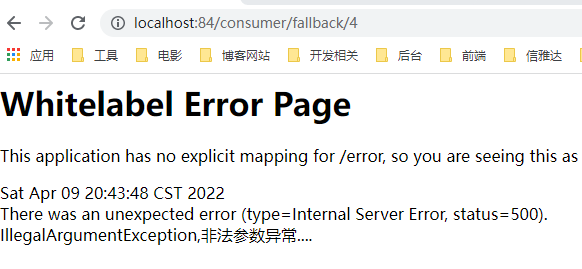 localhost:84/consumer/fallback/4
应用 工具 电影 博客网站 开发相关 后台 前端 信雅达
Whitelabel Error Page
This application has no explicit mapping for /error, so you are seeing this as
Sat Apr 09 20:43:48 CST 2022
There was an unexpected error (type=Internal Server Error, status=500).
IllegalArgumentException,非法参数异常....